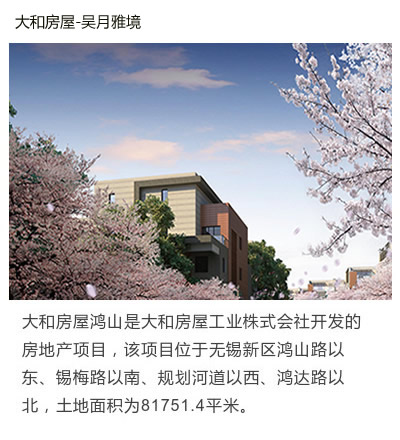 大和房屋-吴月雅境
大和房屋鸿山是大和房屋工业株式会社开发的
房地产项目，该项目位于无锡新区鸿山路以
东、锡梅路以南、规划河道以西、鸿达路以
北，土地面积为81751.4平米。